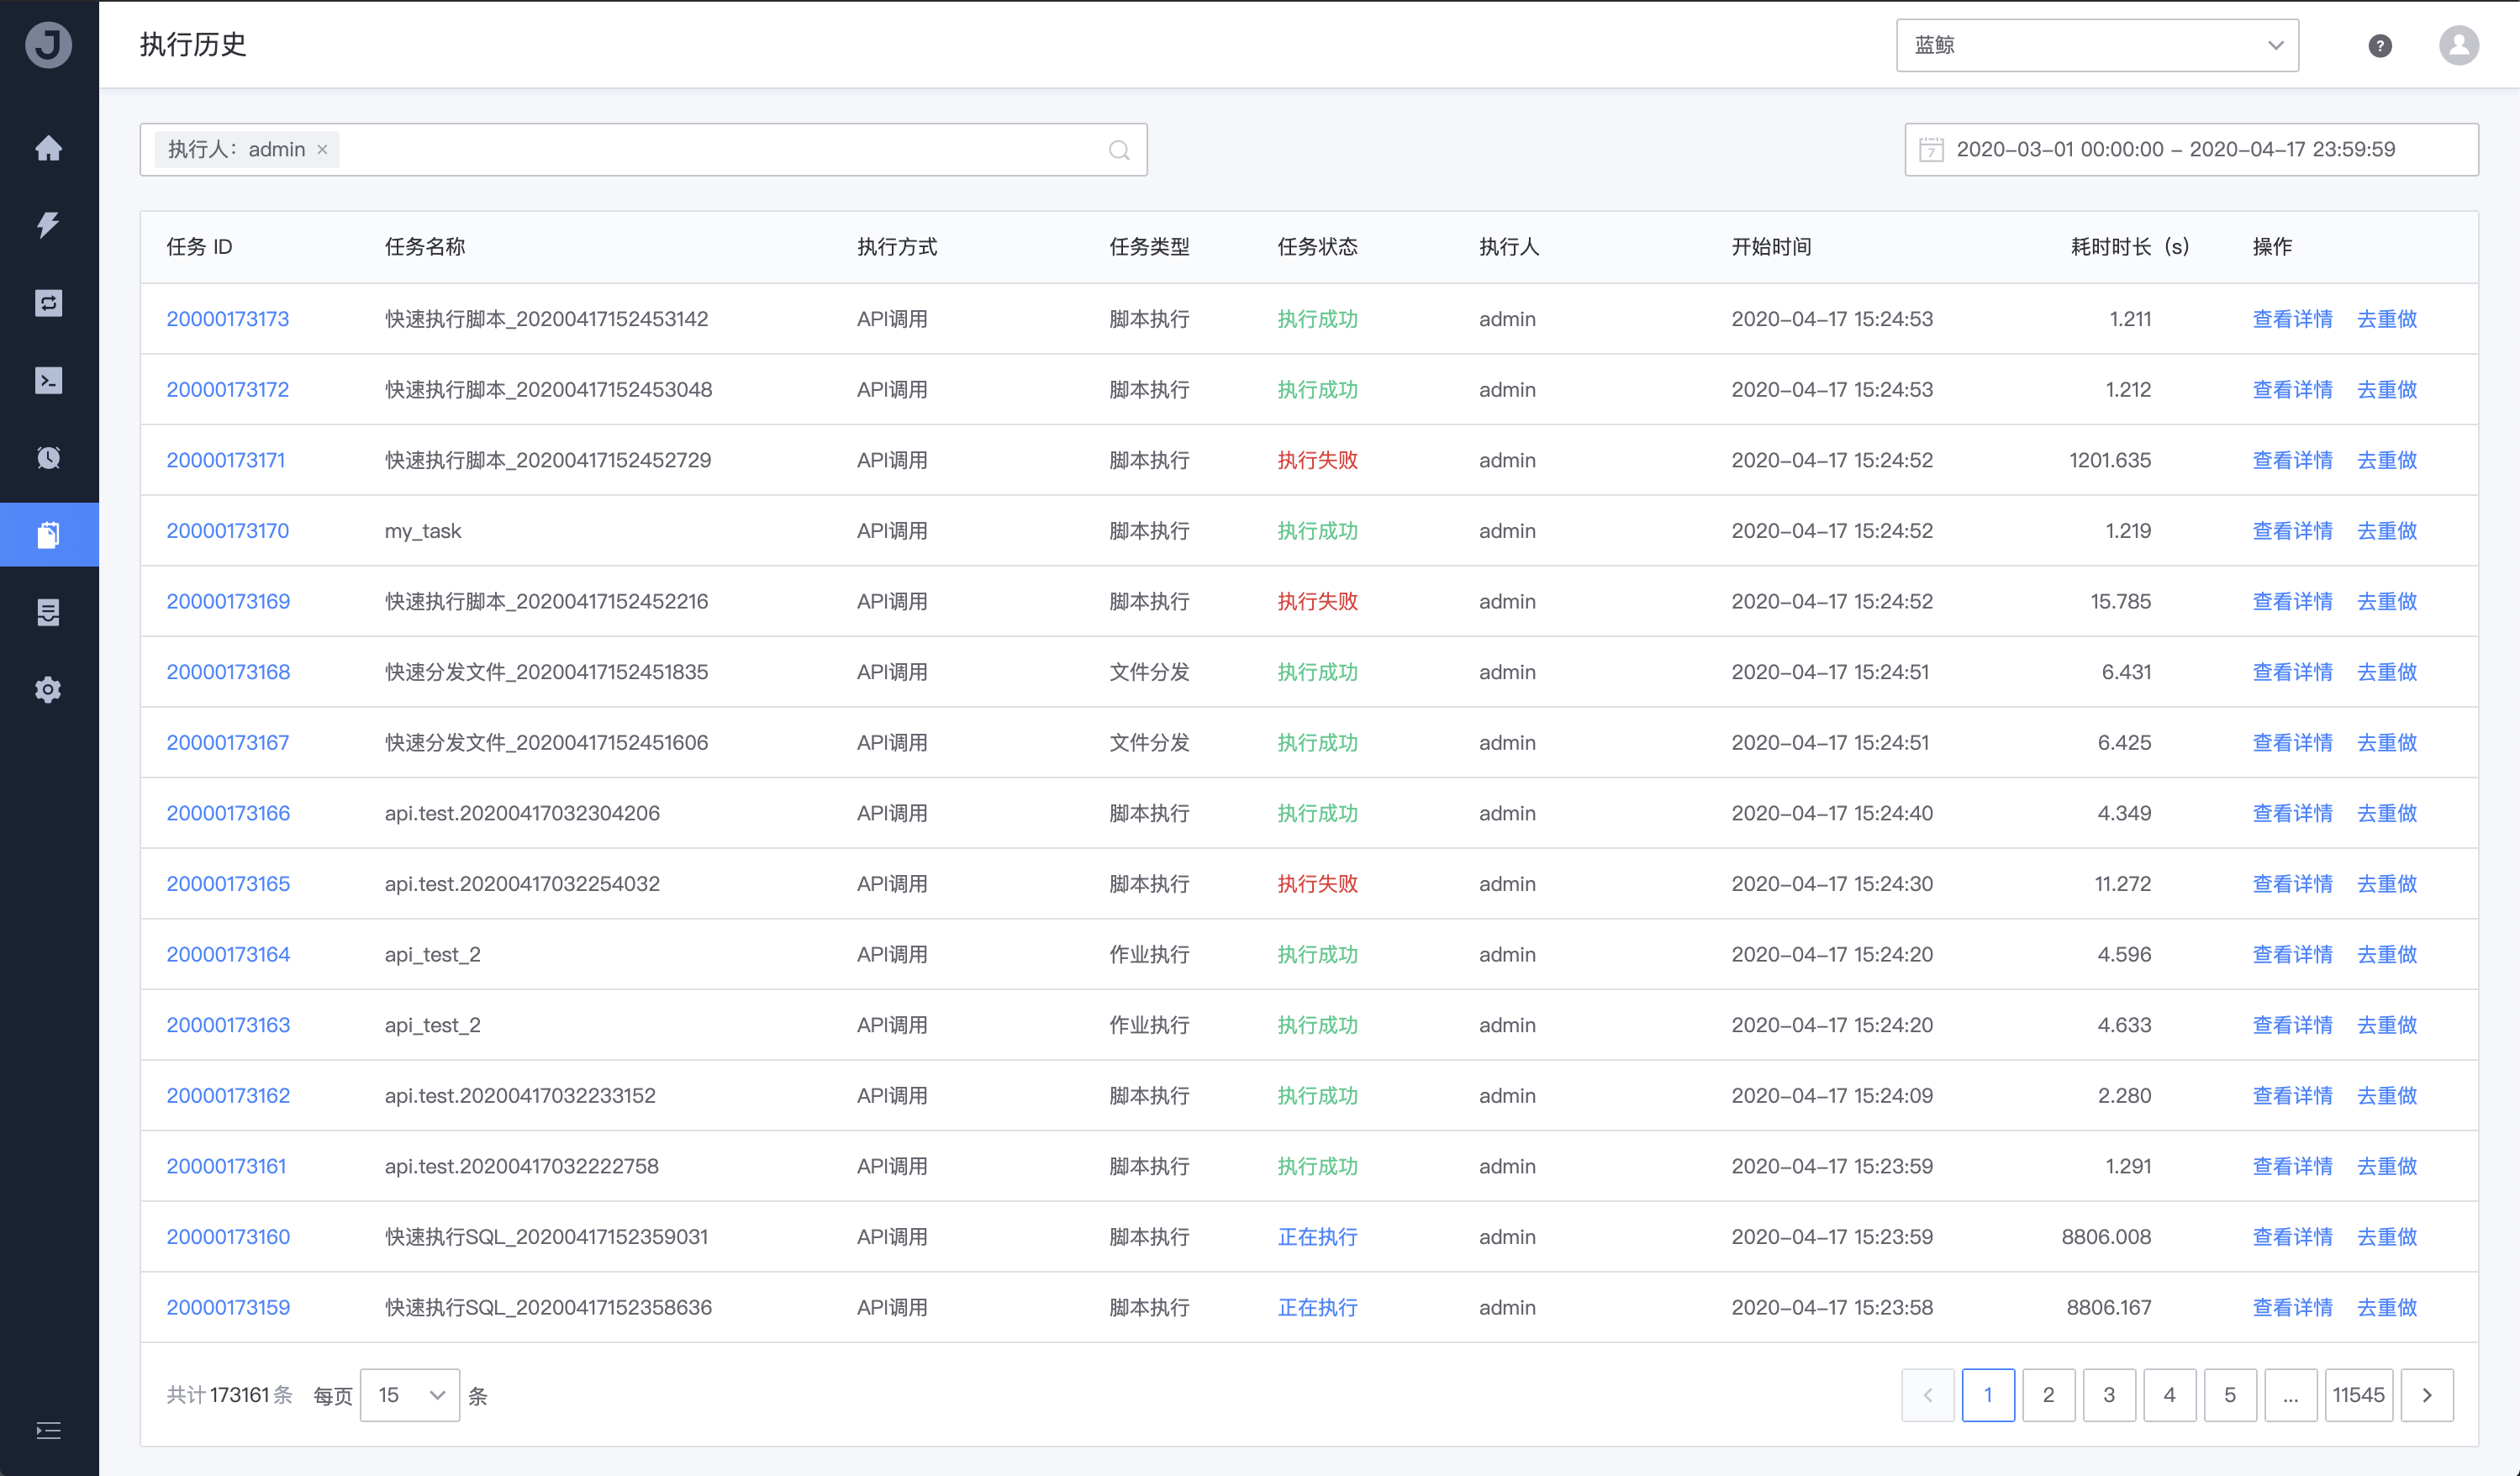 J
执行历史
蓝鲸
?
执行人：admin ×
7 2020-03-01 00:00:00 - 2020-04-17 23:59:59
任务 ID 任务名称 执行方式 任务类型 任务状态 执行人 开始时间 耗时时长（s） 操作
20000173173 快速执行脚本_20200417152453142 API调用 脚本执行 执行成功 admin 2020-04-17 15:24:53 1.211 查看详情 去重做
20000173172 快速执行脚本_20200417152453048 API调用 脚本执行 执行成功 admin 2020-04-17 15:24:53 1.212 查看详情 去重做
20000173171 快速执行脚本_20200417152452729 API调用 脚本执行 执行失败 admin 2020-04-17 15:24:52 1201.635 查看详情 去重做
20000173170 my_task API调用 脚本执行 执行成功 admin 2020-04-17 15:24:52 1.219 查看详情 去重做
20000173169 快速执行脚本_20200417152452216 API调用 脚本执行 执行失败 admin 2020-04-17 15:24:52 15.785 查看详情 去重做
20000173168 快速分发文件_20200417152451835 API调用 文件分发 执行成功 admin 2020-04-17 15:24:51 6.431 查看详情 去重做
20000173167 快速分发文件_20200417152451606 API调用 文件分发 执行成功 admin 2020-04-17 15:24:51 6.425 查看详情 去重做
20000173166 api.test.20200417032304206 API调用 脚本执行 执行成功 admin 2020-04-17 15:24:40 4.349 查看详情 去重做
20000173165 api.test.20200417032254032 API调用 脚本执行 执行失败 admin 2020-04-17 15:24:30 11.272 查看详情 去重做
20000173164 api_test_2 API调用 作业执行 执行成功 admin 2020-04-17 15:24:20 4.596 查看详情 去重做
20000173163 api_test_2 API调用 作业执行 执行成功 admin 2020-04-17 15:24:20 4.633 查看详情 去重做
20000173162 api.test.20200417032233152 API调用 脚本执行 执行成功 admin 2020-04-17 15:24:09 2.280 查看详情 去重做
20000173161 api.test.20200417032222758 API调用 脚本执行 执行成功 admin 2020-04-17 15:23:59 1.291 查看详情 去重做
20000173160 快速执行SQL_20200417152359031 API调用 脚本执行 正在执行 admin 2020-04-17 15:23:59 8806.008 查看详情 去重做
20000173159 快速执行SQL_20200417152358636 API调用 脚本执行 正在执行 admin 2020-04-17 15:23:58 8806.167 查看详情 去重做
共计 173161 条 每页 15 条 1 2 3 4 5 ... 11545